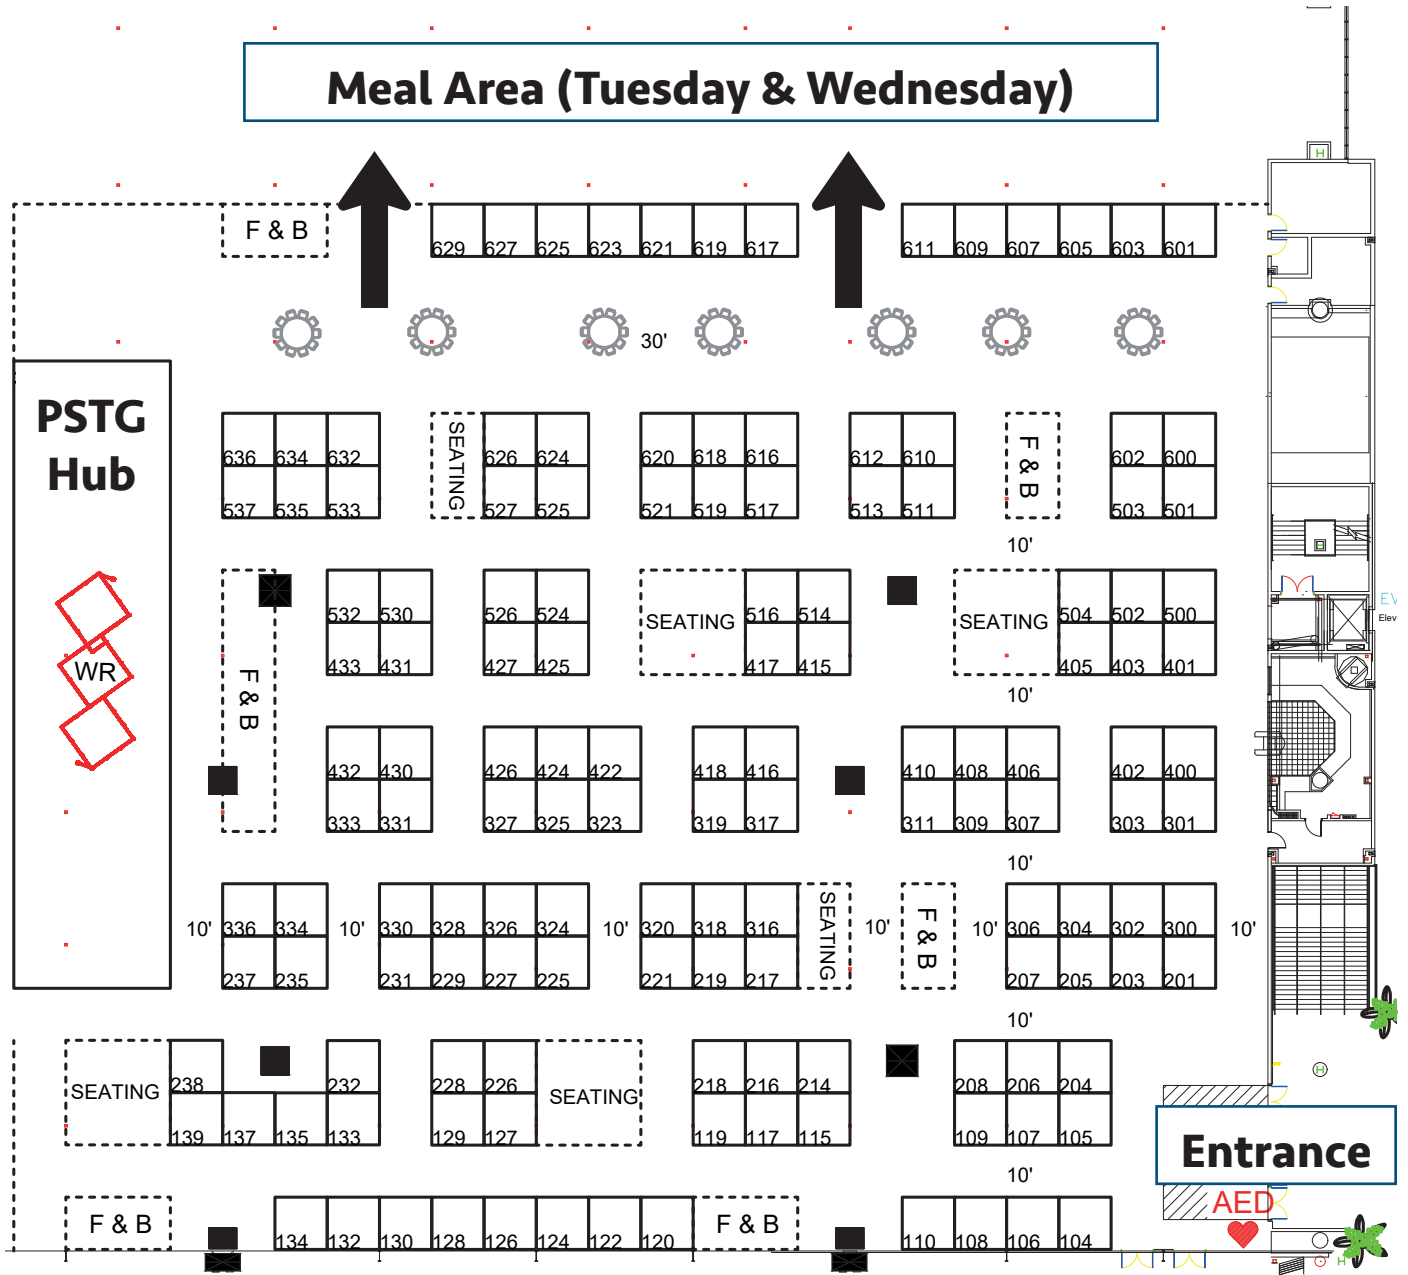 Meal Area (Tuesday & Wednesday)
H
F & B
629 627 625 623 621 619 617
611 609 607 605 603 601
30'
PSTG
Hub
636 634 632
SEATING
626 624
620 618 616
612 610
F & B
602 600
537 535 533
527 525
521 519 517
513 511
503 501
10'
H
532 530
526 524
SEATING
516 514
SEATING
504 502 500
EV
Elev
433 431
427 425
417 415
405 403 401
WR
F & B
10'
432 430
426 424 422
418 416
410 408 406
402 400
333 331
327 325 323
319 317
311 309 307
303 301
10'
10' 336 334 10' 330 328 326 324 10' 320 318 316
SEATING
10'
F & B
10' 306 304 302 300 10'
237 235
231 229 227 225
221 219 217
207 205 203 201
10'
H
SEATING
238
232
228 226
SEATING
218 216 214
208 206 204
139 137 135 133
129 127
119 117 115
109 107 105
Entrance
10'
AED
F & B
134 132 130 128 126 124 122 120
F & B
110 108 106 104
H